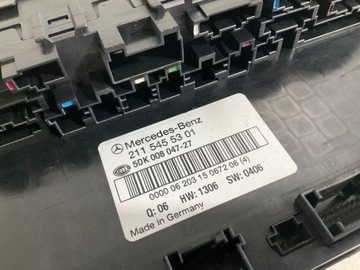 Mercedes-Benz
211 545 53 01
5DK 008 047-27
0000 06 203 15 0672 06 (4)
Q: 06 HW: 1306 SW: 0406
Made in Germany